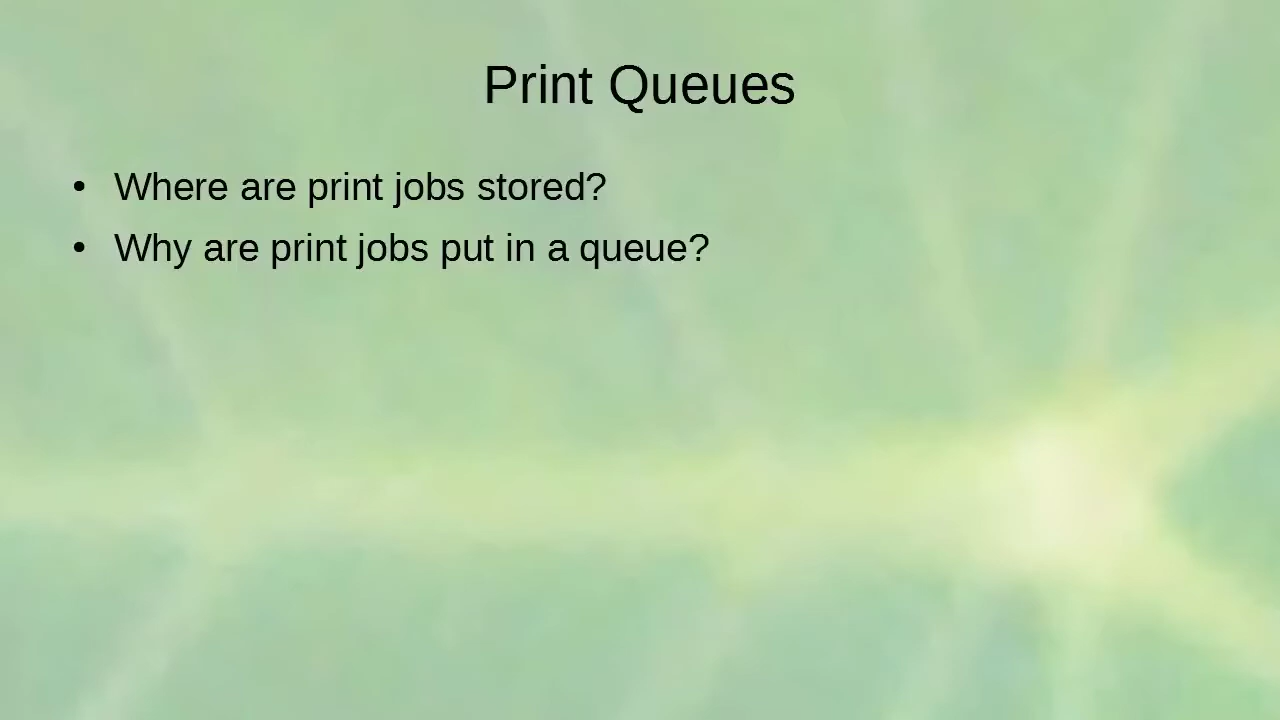 Print Queues
• Where are print jobs stored?
• Why are print jobs put in a queue?